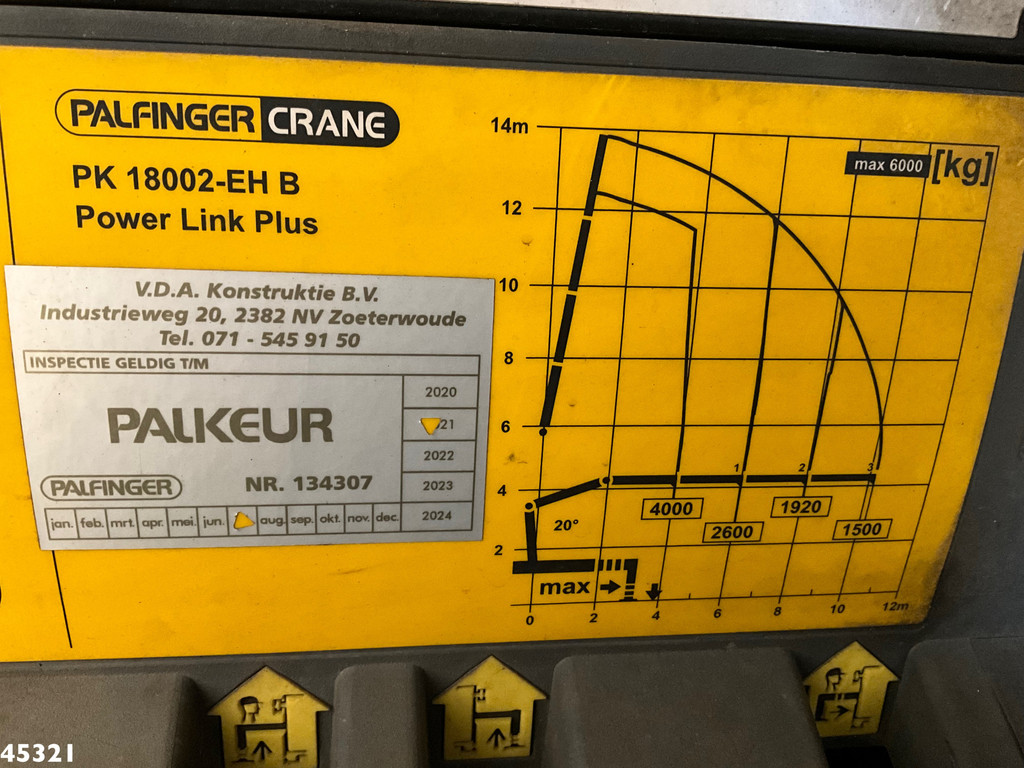 PALFINGER CRANE
PK 18002-EH B
Power Link Plus
V.D.A. Konstruktie B.V.
Industrieweg 20, 2382 NV Zoeterwoude
Tel. 071 - 545 91 50
INSPECTIE GELDIG T/M
PALKEUR
2020
21
2022
2023
2024
PALFINGER
NR. 134307
jan. feb. mrt. apr. mei. jun. aug. sep. okt. nov. dec.
14m
12
10
8
6
4
2
max 6000 [kg]
1 2 3
4000
2600
1920
1500
20°
max
0 2 4 6 8 10 12m
45321